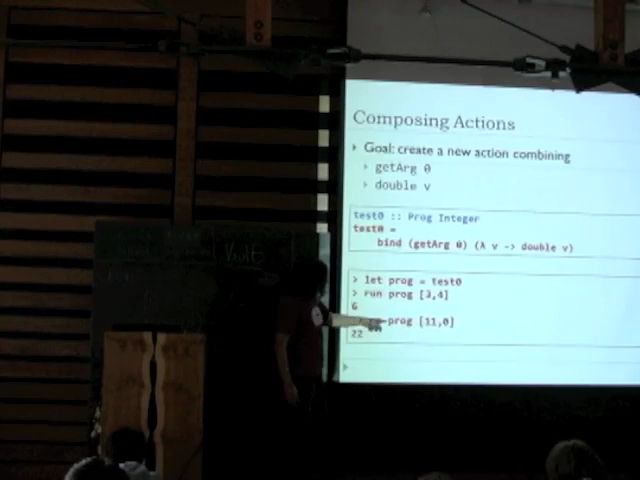 Composing Actions
Goal: create a new action combining
getArg 0
double v
test0 :: Prog Integer
test0 =
bind (getArg 0) (λ v -> double v)
> let prog = test0
> run prog [3,4]
6
prog [11,0]
22